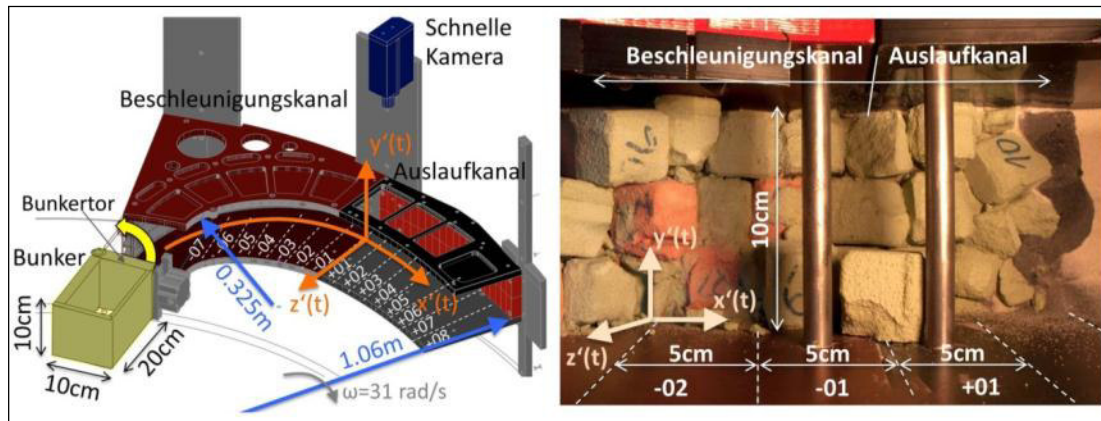 Schnelle
Kamera
Beschleunigungskanal
y'(t)
Auslaufkanal
Bunkertor
Bunker
-07
-06
-05
-04
-03
-02
-01
+01
+02
+03
+04
+05
+06
+07
+08
x'(t)
z'(t)
0.325m
1.06m
10cm
10cm
20cm
ω=31 rad/s
Beschleunigungskanal
Auslaufkanal
10cm
y'(t)
x'(t)
z'(t)
5cm
5cm
5cm
-02
-01
+01
10